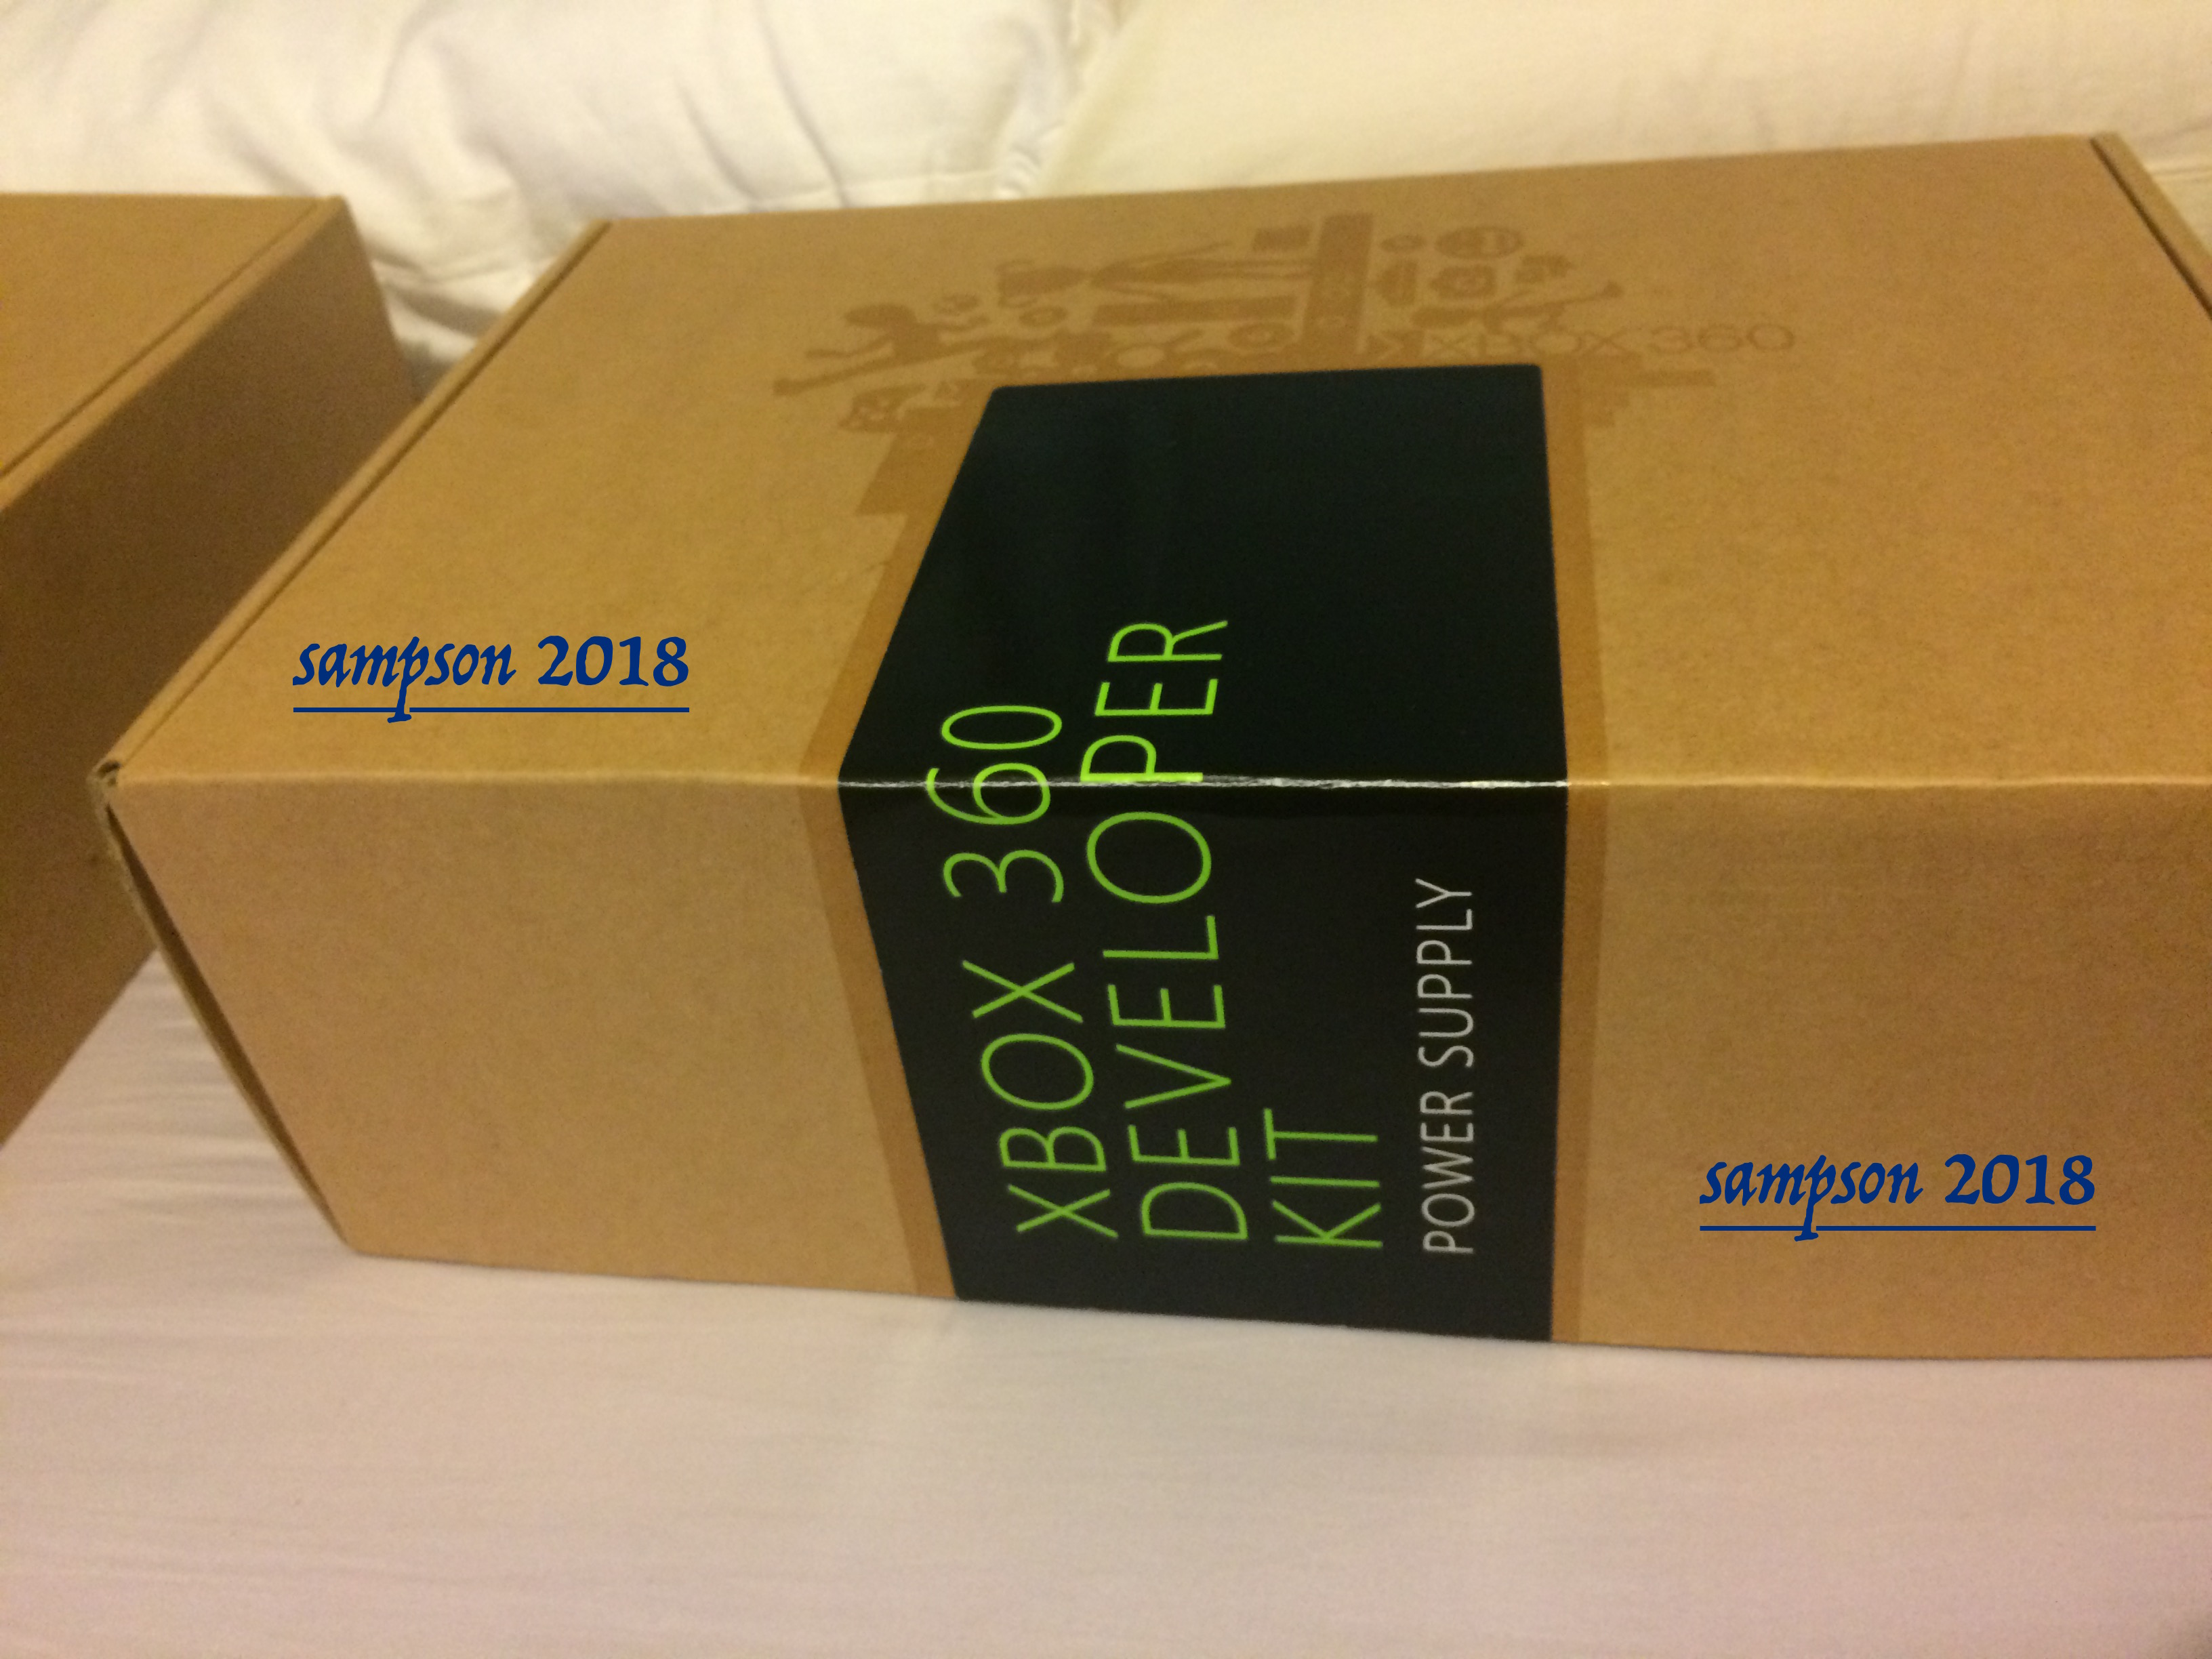 XBOX 360
sampson 2018
XBOX 360
DEVELOPER
KIT
POWER SUPPLY
sampson 2018